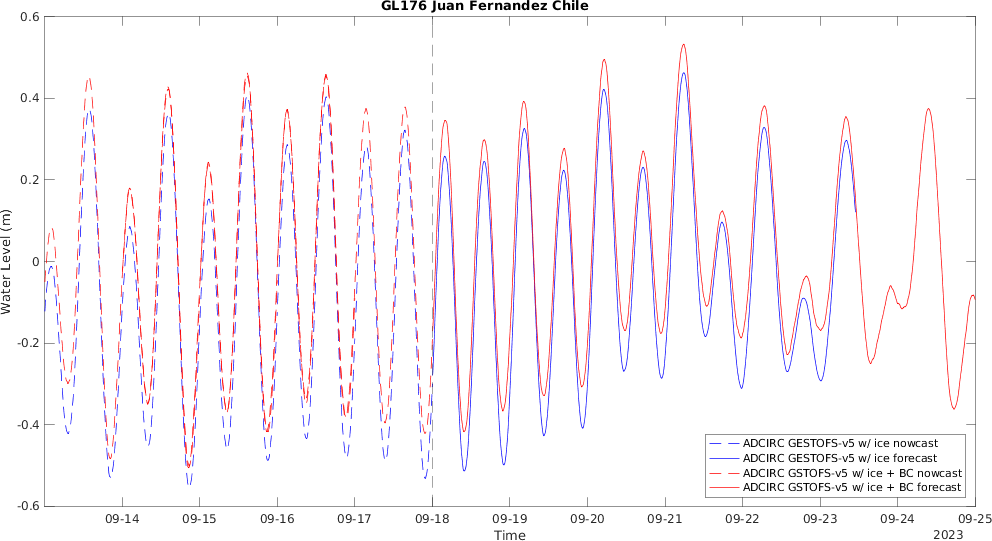 GL176 Juan Fernandez Chile
Water Level (m)
0.6
0.4
0.2
0
-0.2
-0.4
-0.6
09-14
09-15
09-16
09-17
09-18
09-19
09-20
09-21
09-22
09-23
09-24
09-25
Time
2023
ADCIRC GESTOFS-v5 w/ ice nowcast
ADCIRC GESTOFS-v5 w/ ice forecast
ADCIRC GSTOFS-v5 w/ ice + BC nowcast
ADCIRC GSTOFS-v5 w/ ice + BC forecast